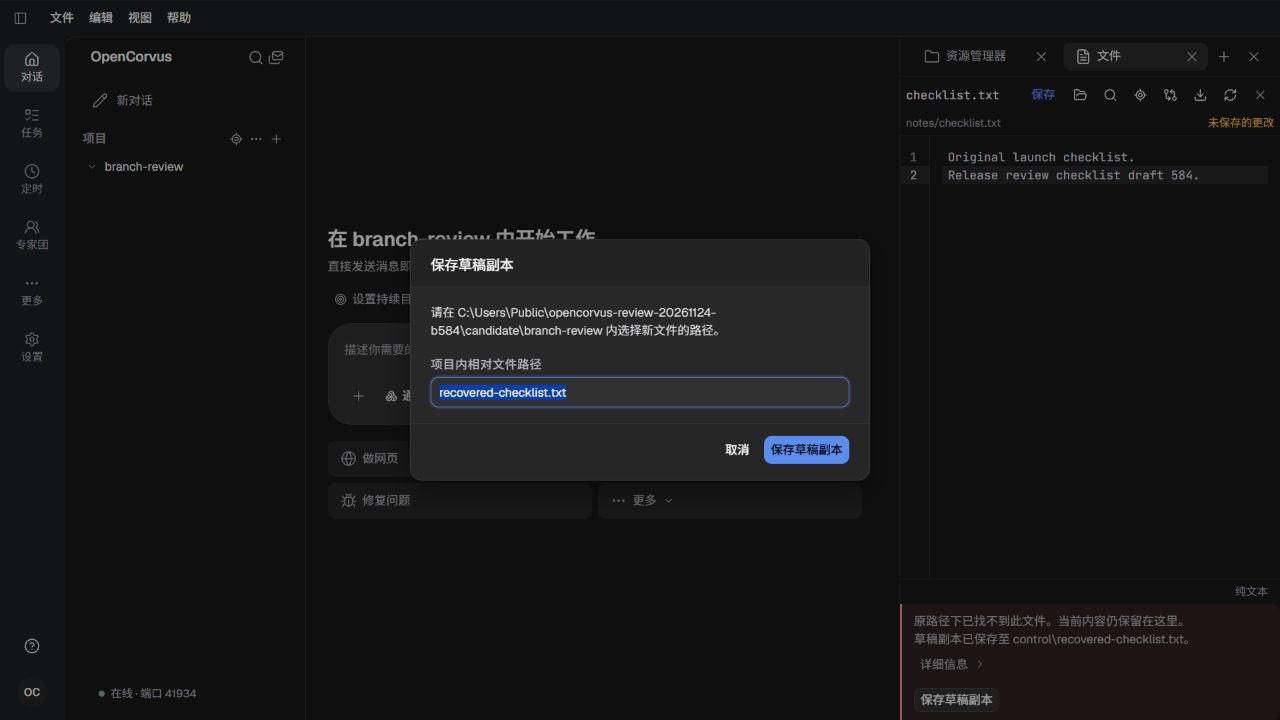 文件 编辑 视图 帮助
对话
任务
定时
专家团
更多
设置
OC
OpenCorvus
新对话
项目
branch-review
在线 · 端口 41934
在 branch-review 中开始工作
直接发送消息即
设置持续目
描述你需要的
通
做网页
修复问题
更多
保存草稿副本
请在 C:\Users\Public\opencorvus-review-20261124-
b584\candidate\branch-review 内选择新文件的路径。
项目内相对文件路径
recovered-checklist.txt
取消
保存草稿副本
资源管理器
文件
checklist.txt
保存
notes/checklist.txt
未保存的更改
1 Original launch checklist.
2 Release review checklist draft 584.
纯文本
原路径下已找不到此文件。当前内容仍保留在这里。
草稿副本已保存至 control\recovered-checklist.txt。
详细信息
保存草稿副本